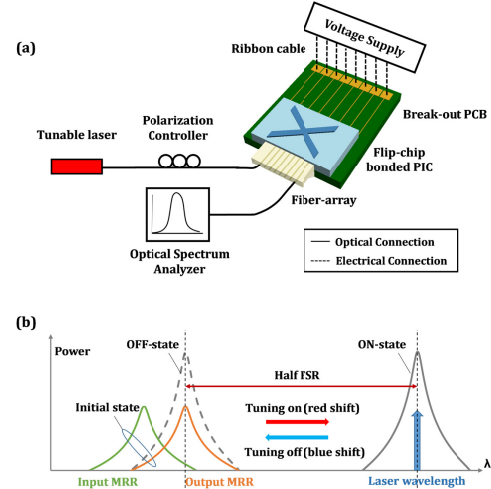 (a)
Voltage Supply
Ribbon cable
Break-out PCB
Polarization
Controller
Tunable laser
Flip-chip
bonded PIC
Fiber-array
Optical Spectrum
Analyzer
Optical Connection
Electrical Connection
(b)
Power
OFF-state
ON-state
Half FSR
Initial state
Tuning on(red shift)
Tuning off(blue shift)
λ
Input MRR
Output MRR
Laser wavelength